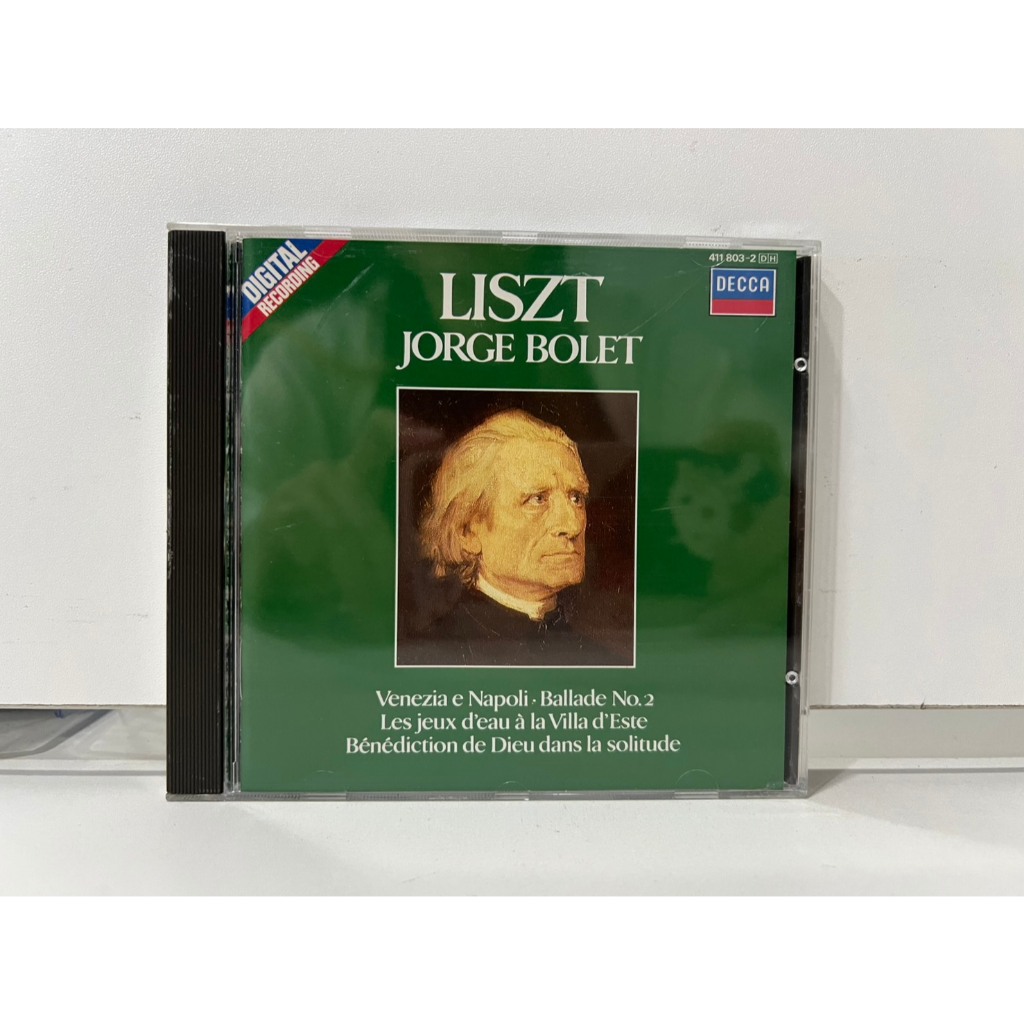 DIGITAL
RECORDING
411 803-2 DH
DECCA
LISZT
JORGE BOLET
Venezia e Napoli · Ballade No. 2
Les jeux d'eau à la Villa d'Este
Bénédiction de Dieu dans la solitude